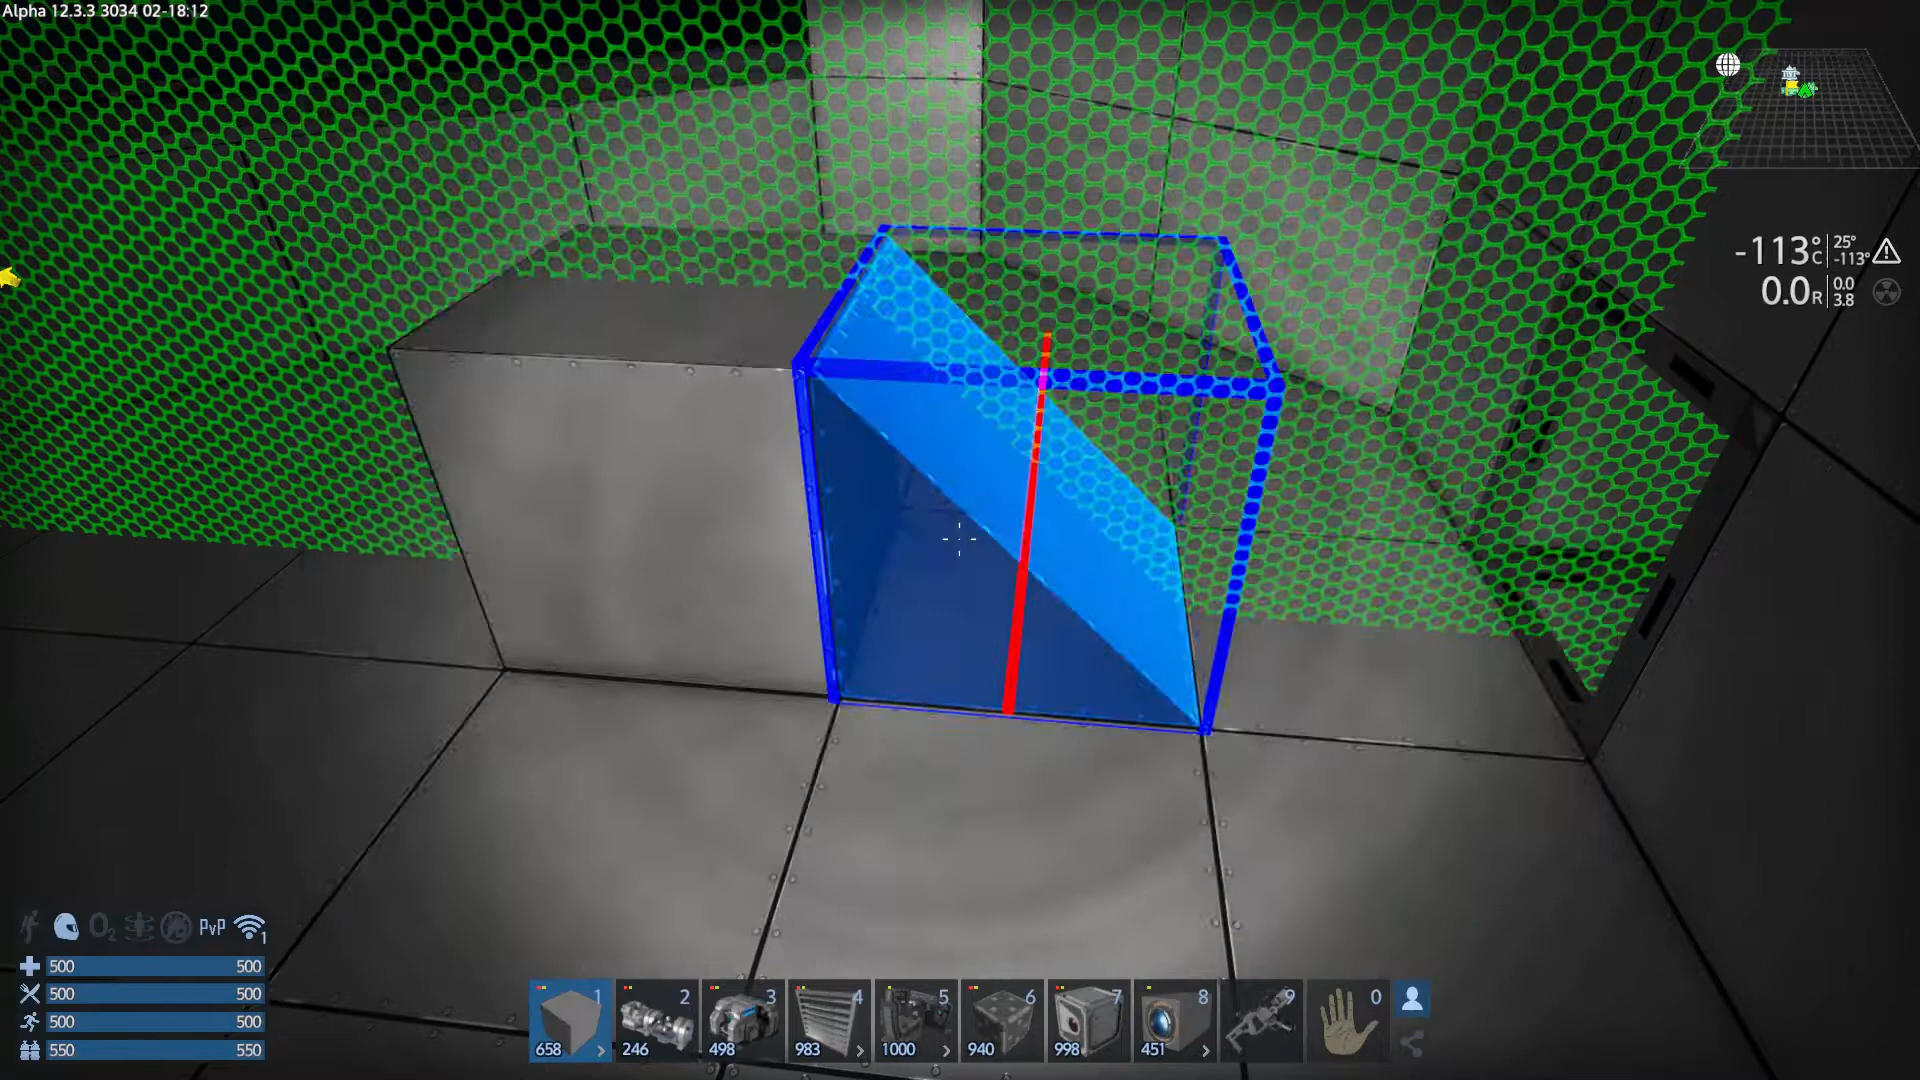 Alpha 12.3.3 3034 02-18:12
-113°C 25° -113°
0.0R 0.0 3.8
O2 PvP 1
500 500
500 500
500 500
550 550
1 2 3 4 5 6 7 8 9 0
658 246 498 983 1000 940 998 451